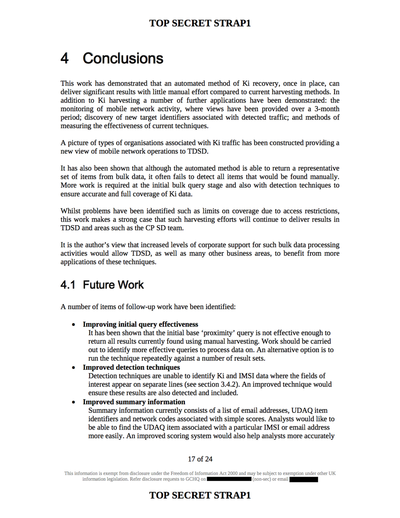 TOP SECRET STRAP1
4 Conclusions
This work has demonstrated that an automated method of Ki recovery, once in place, can
deliver significant results with little manual effort compared to current harvesting methods. In
addition to Ki harvesting a number of further applications have been demonstrated: the
monitoring of mobile network activity, where views have been provided over a 3-month
period; discovery of new target identifiers associated with detected traffic; and methods of
measuring the effectiveness of current techniques.
A picture of types of organisations associated with Ki traffic has been constructed providing a
new view of mobile network operations to TDSD.
It has also been shown that although the automated method is able to return a representative
set of items from bulk data, it often fails to detect all items that would be found manually.
More work is required at the initial bulk query stage and also with detection techniques to
ensure accurate and full coverage of Ki data.
Whilst problems have been identified such as limits on coverage due to access restrictions,
this work makes a strong case that such harvesting efforts will continue to deliver results in
TDSD and areas such as the CP SD team.
It is the author's view that increased levels of corporate support for such bulk data processing
activities would allow TDSD, as well as many other business areas, to benefit from more
applications of these techniques.
4.1 Future Work
A number of items of follow-up work have been identified:
• Improving initial query effectiveness
It has been shown that the initial base 'proximity' query is not effective enough to
return all results currently found using manual harvesting. Work should be carried
out to identify more effective queries to process data on. An alternative option is to
run the technique repeatedly against a number of result sets.
• Improved detection techniques
Detection techniques are unable to identify Ki and IMSI data where the fields of
interest appear on separate lines (see section 3.4.2). An improved technique would
ensure these results are also detected and included.
• Improved summary information
Summary information currently consists of a list of email addresses, UDAQ item
identifiers and network codes associated with simple scores. Analysts would like to
be able to find the UDAQ item associated with a particular IMSI or email address
more easily. An improved scoring system would also help analysts more accurately
17 of 24
This information is exempt from disclosure under the Freedom of Information Act 2000 and may be subject to exemption under other UK
information legislation. Refer disclosure requests to GCHQ on (non-sec) or email
TOP SECRET STRAP1